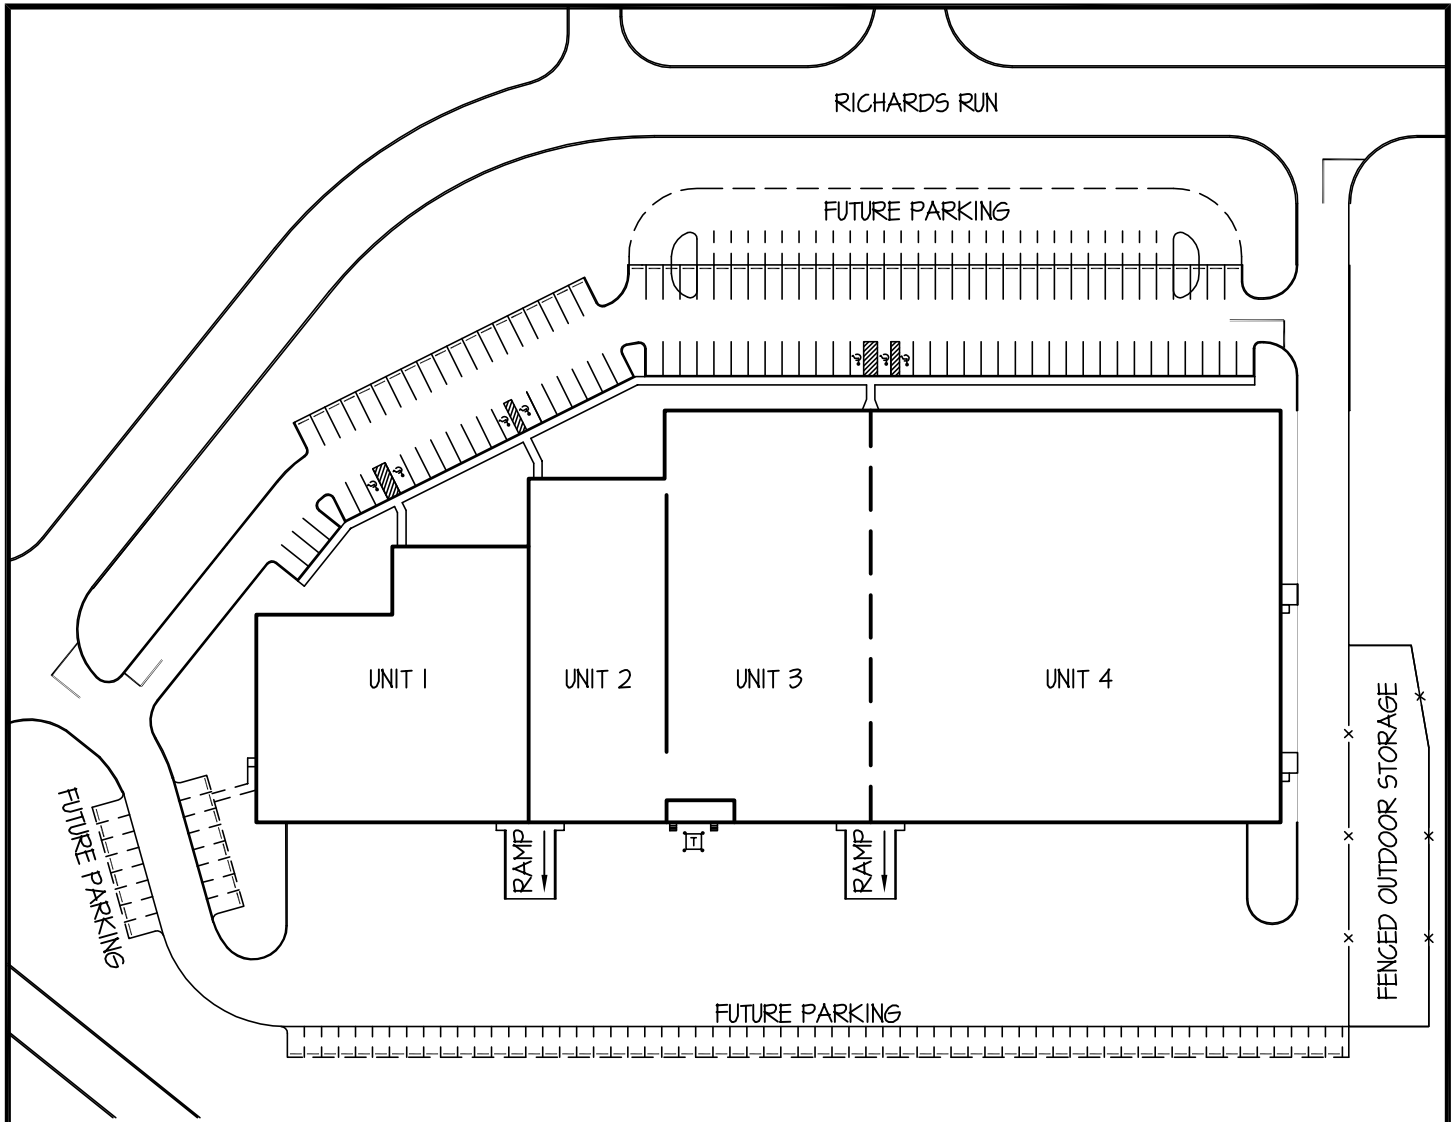 RICHARDS RUN
FUTURE PARKING
UNIT 1
UNIT 2
UNIT 3
UNIT 4
FENCED OUTDOOR STORAGE
FUTURE PARKING
RAMP
T
RAMP
FUTURE PARKING